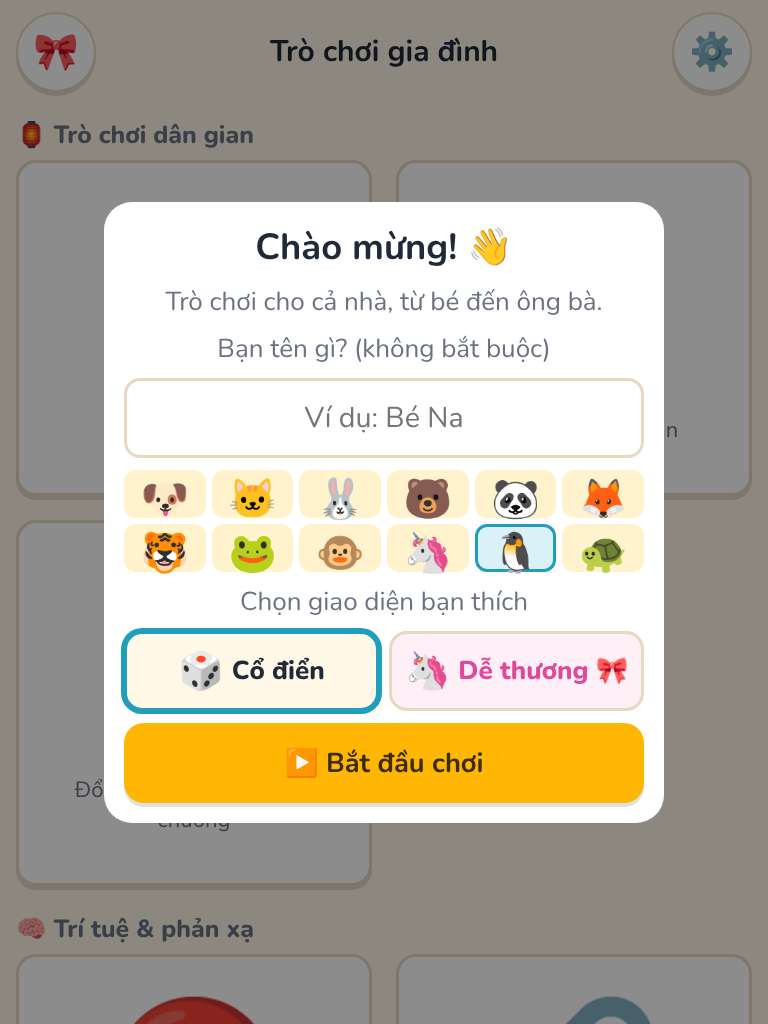 Trò chơi gia đình
Trò chơi dân gian
Chào mừng! 👋
Trò chơi cho cả nhà, từ bé đến ông bà.
Bạn tên gì? (không bắt buộc)
Ví dụ: Bé Na
Chọn giao diện bạn thích
Cổ điển
Dễ thương
Bắt đầu chơi
Trí tuệ & phản xạ